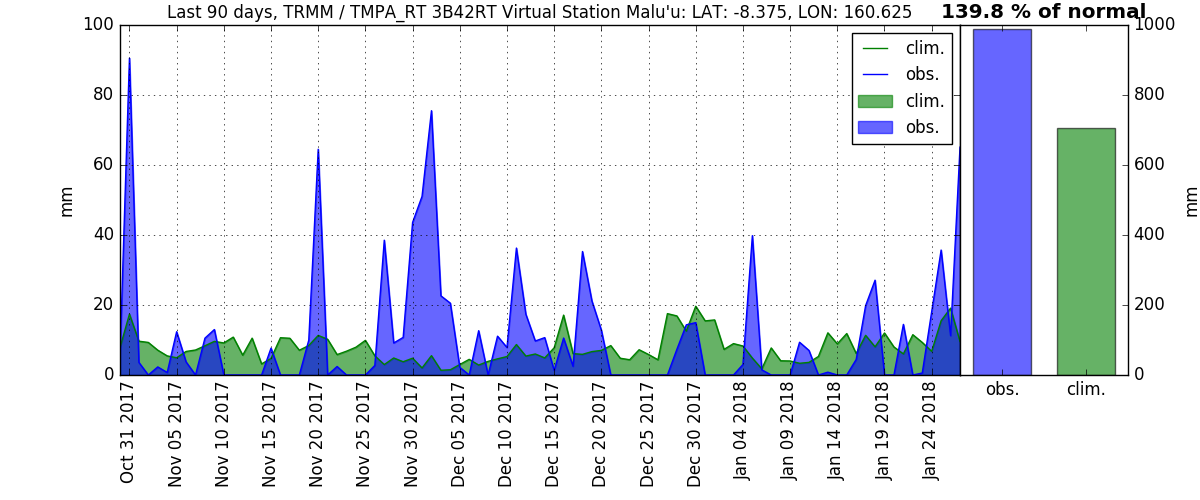 Last 90 days, TRMM / TMPA_RT 3B42RT Virtual Station Malu'u: LAT: -8.375, LON: 160.625
139.8 % of normal
100
80
60
40
20
0
mm
clim.
obs.
clim.
obs.
1000
800
600
400
200
0
mm
Oct 31 2017
Nov 05 2017
Nov 10 2017
Nov 15 2017
Nov 20 2017
Nov 25 2017
Nov 30 2017
Dec 05 2017
Dec 10 2017
Dec 15 2017
Dec 20 2017
Dec 25 2017
Dec 30 2017
Jan 04 2018
Jan 09 2018
Jan 14 2018
Jan 19 2018
Jan 24 2018
obs.
clim.